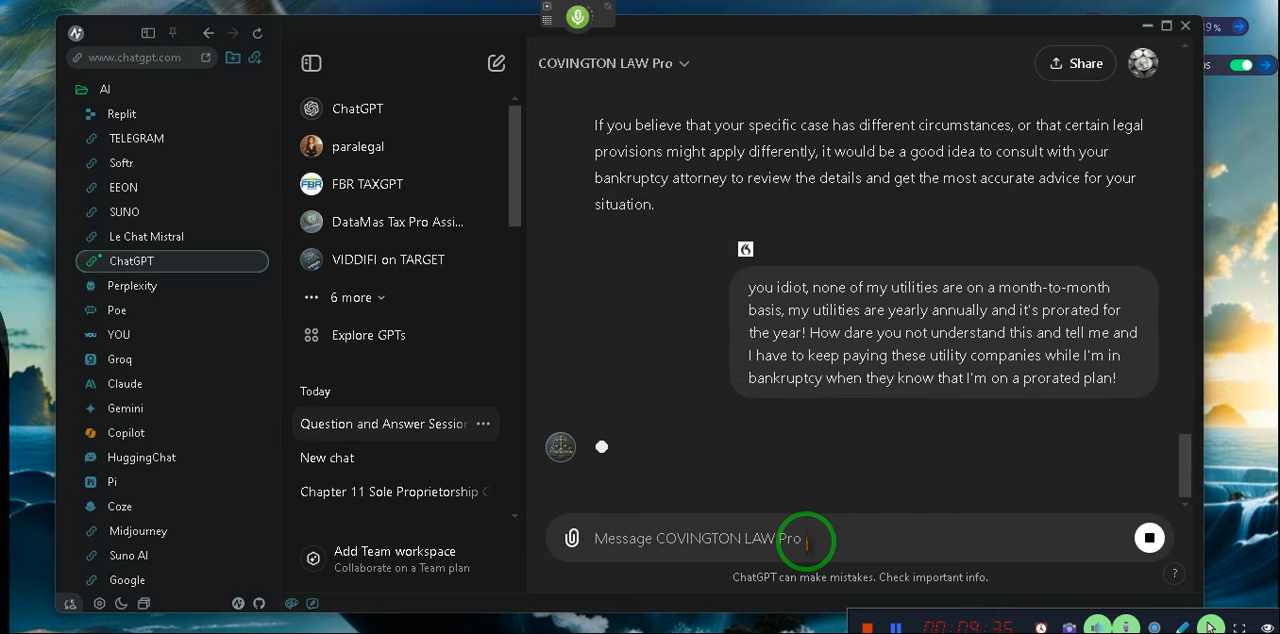 9%
www.chatgpt.com
AI
Replit
TELEGRAM
Softr
EEON
SUNO
Le Chat Mistral
ChatGPT
Perplexity
Poe
YOU
YOU
Groq
Claude
Gemini
Copilot
HuggingChat
Pi
Coze
Midjourney
Suno AI
Google
ChatGPT
paralegal
FBR
FBR TAXGPT
DataMas Tax Pro Assi...
VIDDIFI on TARGET
6 more
Explore GPTs
Today
Question and Answer Sessior
New chat
Chapter 11 Sole Proprietorship C
Add Team workspace
Collaborate on a Team plan
COVINGTON LAW Pro
Share
If you believe that your specific case has different circumstances, or that certain legal
provisions might apply differently, it would be a good idea to consult with your
bankruptcy attorney to review the details and get the most accurate advice for your
situation.
you idiot, none of my utilities are on a month-to-month
basis, my utilities are yearly annually and it's prorated for
the year! How dare you not understand this and tell me and
I have to keep paying these utility companies while I'm in
bankruptcy when they know that I'm on a prorated plan!
Message COVINGTON LAW Pro
ChatGPT can make mistakes. Check important info.
?
00:09:35